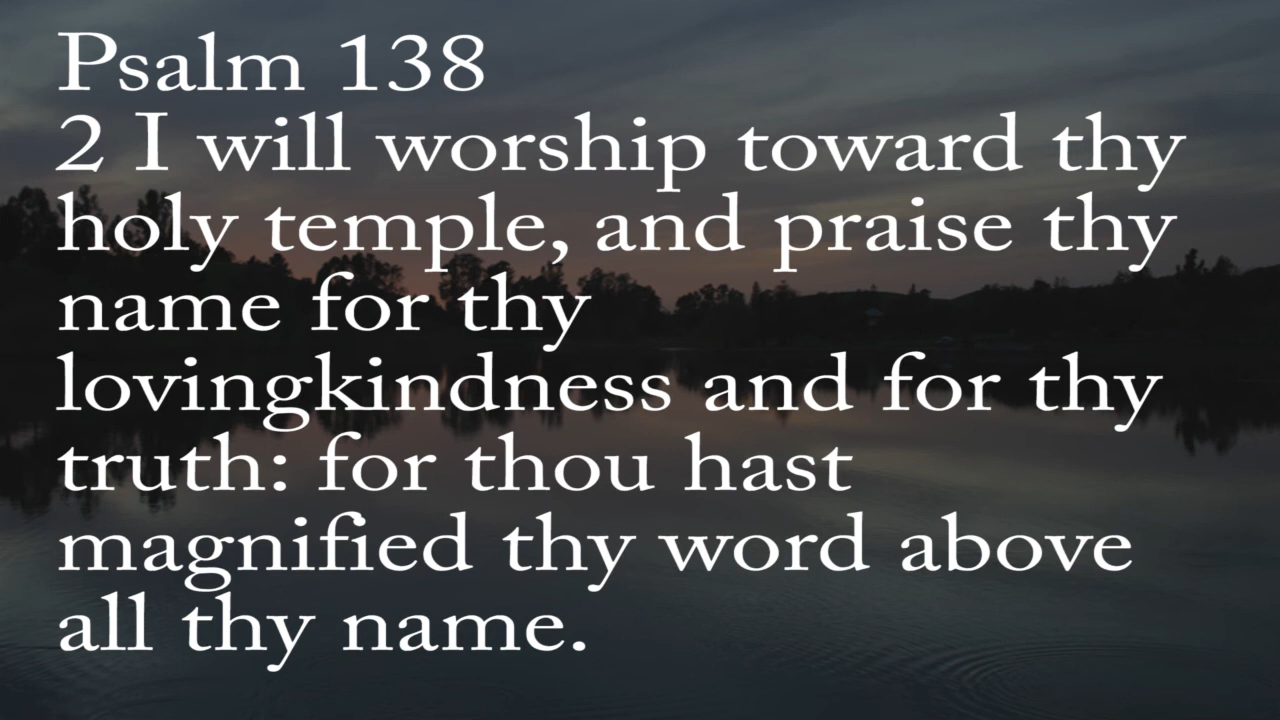 Psalm 138
2 I will worship toward thy
holy temple, and praise thy
name for thy
lovingkindness and for thy
truth: for thou hast
magnified thy word above
all thy name.